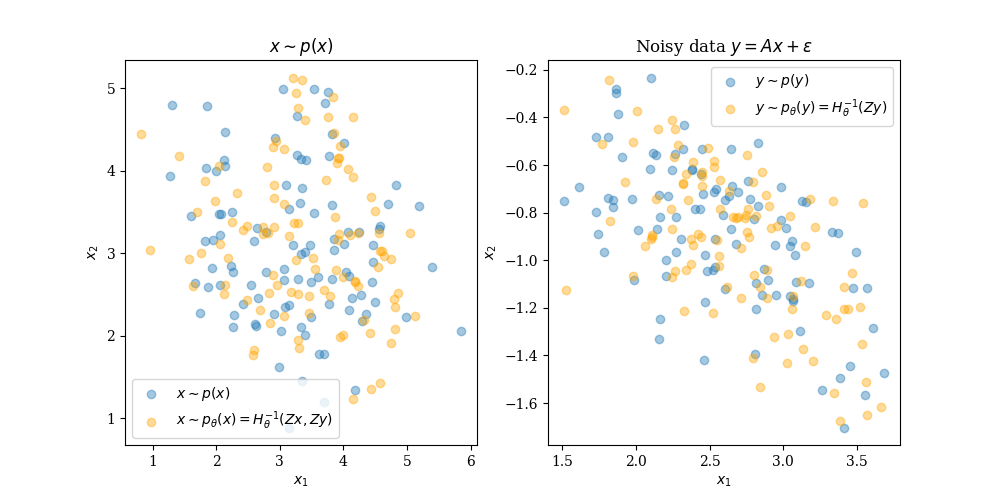 x ∼ p(x)
Noisy data y = Ax + ε
x₂
5
4
3
2
1
x ∼ p(x)
x ∼ p_θ(x) = H_θ^{-1}(Zx, Zy)
1 2 3 4 5 6
x₁
x₂
−0.2
−0.4
−0.6
−0.8
−1.0
−1.2
−1.4
−1.6
y ∼ p(y)
y ∼ p_θ(y) = H_θ^{-1}(Zy)
1.5 2.0 2.5 3.0 3.5
x₁